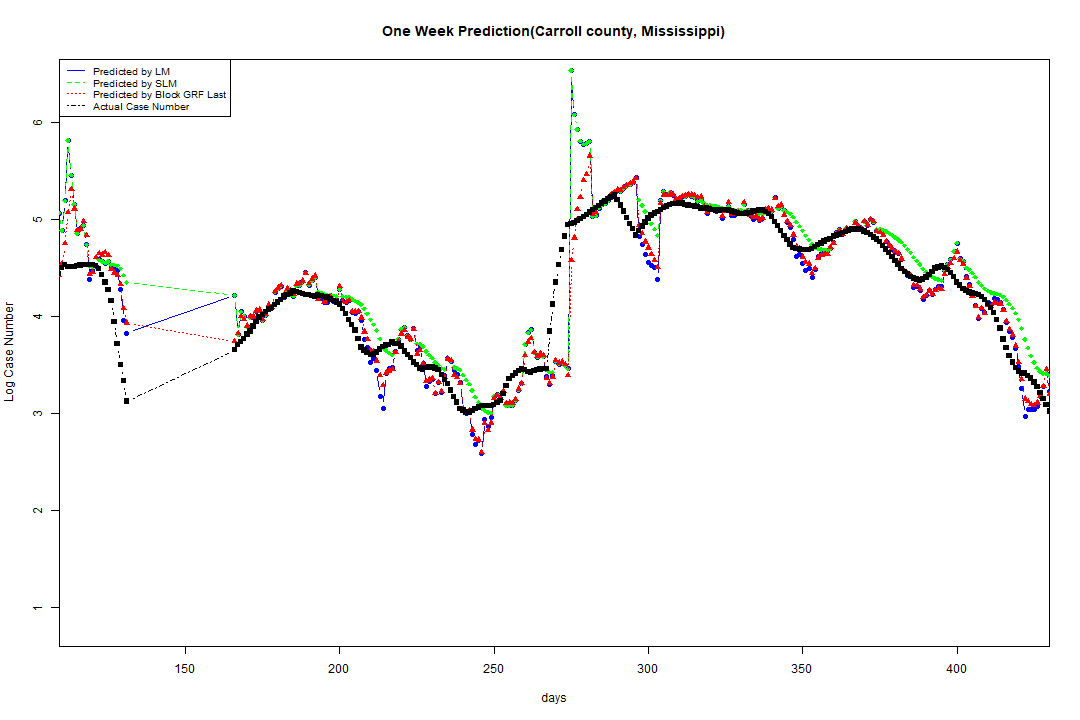 One Week Prediction(Carroll county, Mississippi)
Predicted by LM
Predicted by SLM
Predicted by Block GRF Last
Actual Case Number
6
5
4
3
2
1
Log Case Number
150 200 250 300 350 400
days